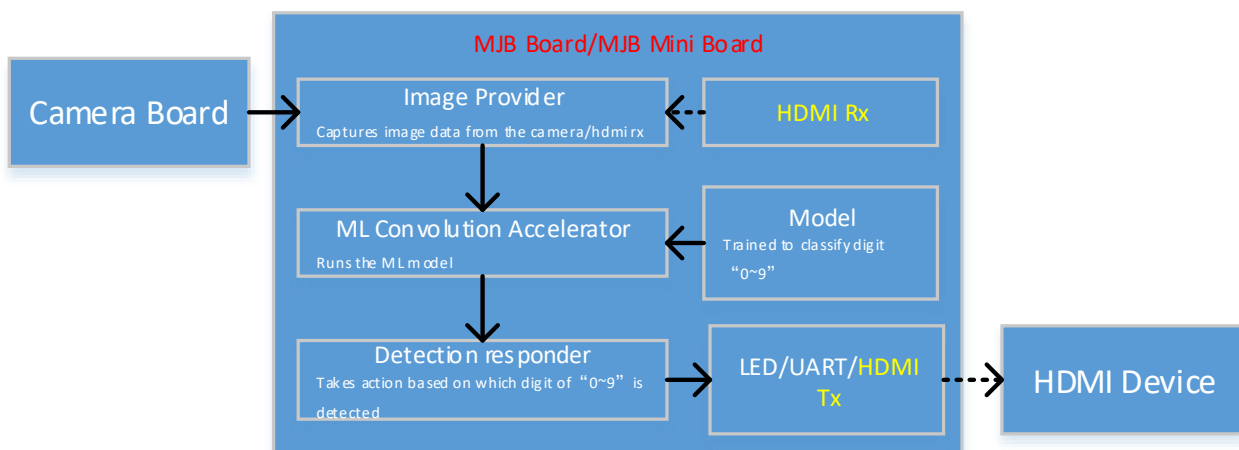 MJB Board/MJB Mini Board
Camera Board
Image Provider
Captures image data from the camera/hdmi rx
HDMI Rx
ML Convolution Accelerator
Runs the ML model
Model
Trained to classify digit
“0~9”
Detection responder
Takes action based on which digit of “0~9” is
detected
LED/UART/HDMI
Tx
HDMI Device